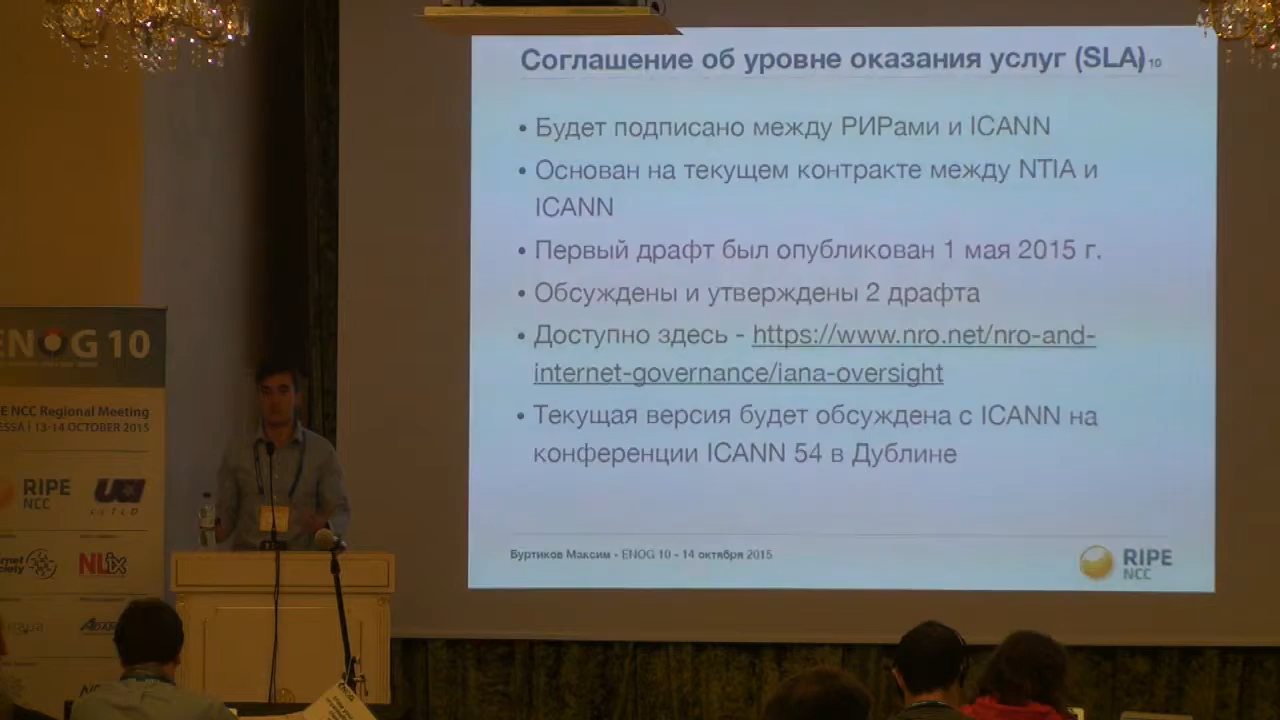 Соглашение об уровне оказания услуг (SLA) 10
• Будет подписано между РИРами и ICANN
• Основан на текущем контракте между NTIA и
ICANN
• Первый драфт был опубликован 1 мая 2015 г.
• Обсуждены и утверждены 2 драфта
• Доступно здесь - https://www.nro.net/nro-and-
internet-governance/iana-oversight
• Текущая версия будет обсуждена с ICANN на
конференции ICANN 54 в Дублине
Буртиков Максим - ENOG 10 - 14 октября 2015
RIPE
NCC
ENOG 10
E NCC Regional Meeting
ESSA | 13-14 OCTOBER 2015
RIPE
NCC
rnet
ciety
NLix